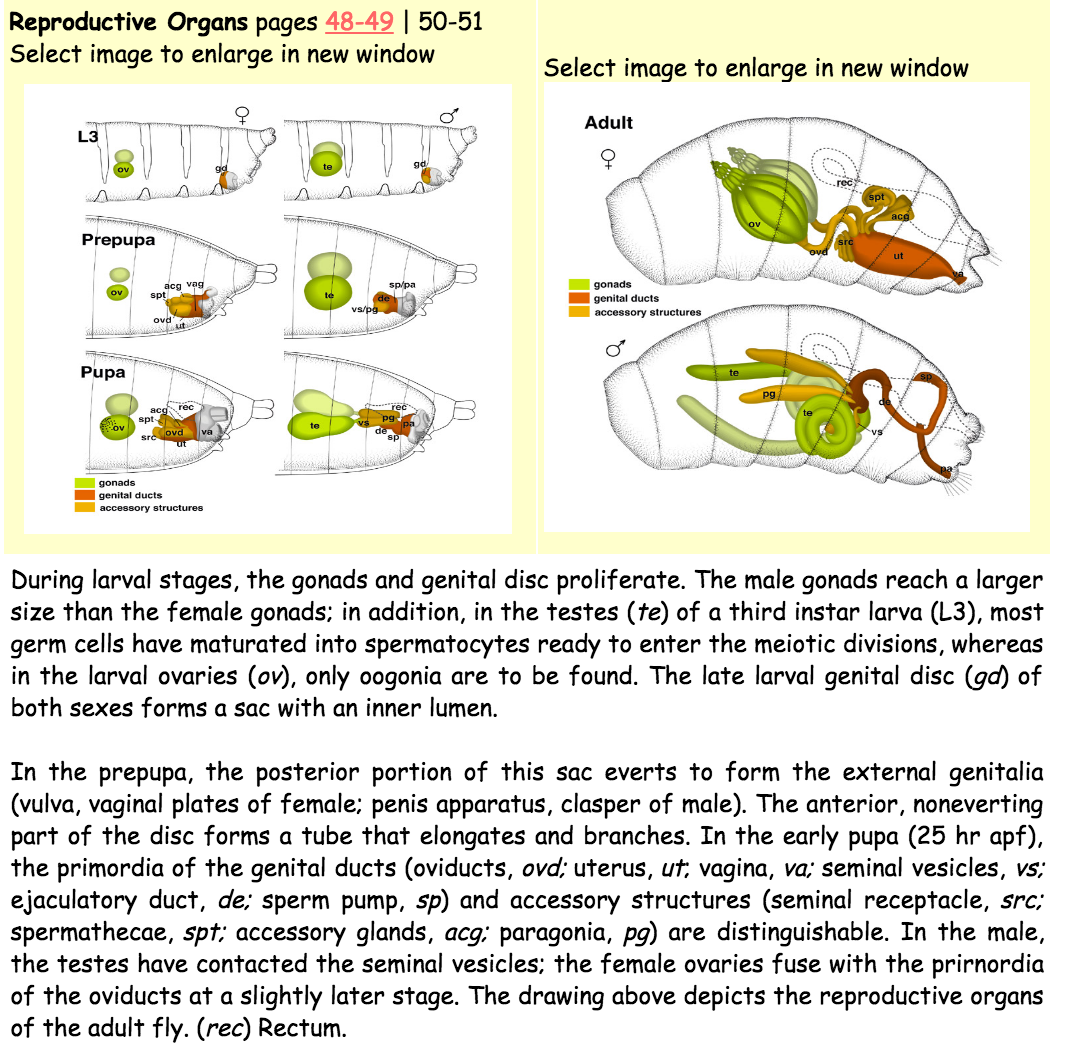 Reproductive Organs pages 48-49 | 50-51
Select image to enlarge in new window
L3
♀
♂
ov
gd
te
gd
Prepupa
ov
acg
vag
spt
ovd
ut
te
sp/pa
de
vs/pg
Pupa
ov
acg
rec
spt
src
ovd
va
ut
te
rec
pg
vs
pa
de
sp
gonads
genital ducts
accessory structures
Select image to enlarge in new window
Adult
♀
rec
spt
acg
ov
src
ovd
ut
va
gonads
genital ducts
accessory structures
♂
te
sp
pg
de
te
vs
pa
During larval stages, the gonads and genital disc proliferate. The male gonads reach a larger
size than the female gonads; in addition, in the testes (te) of a third instar larva (L3), most
germ cells have maturated into spermatocytes ready to enter the meiotic divisions, whereas
in the larval ovaries (ov), only oogonia are to be found. The late larval genital disc (gd) of
both sexes forms a sac with an inner lumen.
In the prepupa, the posterior portion of this sac everts to form the external genitalia
(vulva, vaginal plates of female; penis apparatus, clasper of male). The anterior, noneverting
part of the disc forms a tube that elongates and branches. In the early pupa (25 hr apf),
the primordia of the genital ducts (oviducts, ovd; uterus, ut; vagina, va; seminal vesicles, vs;
ejaculatory duct, de; sperm pump, sp) and accessory structures (seminal receptacle, src;
spermathecae, spt; accessory glands, acg; paragonia, pg) are distinguishable. In the male,
the testes have contacted the seminal vesicles; the female ovaries fuse with the prirnordia
of the oviducts at a slightly later stage. The drawing above depicts the reproductive organs
of the adult fly. (rec) Rectum.